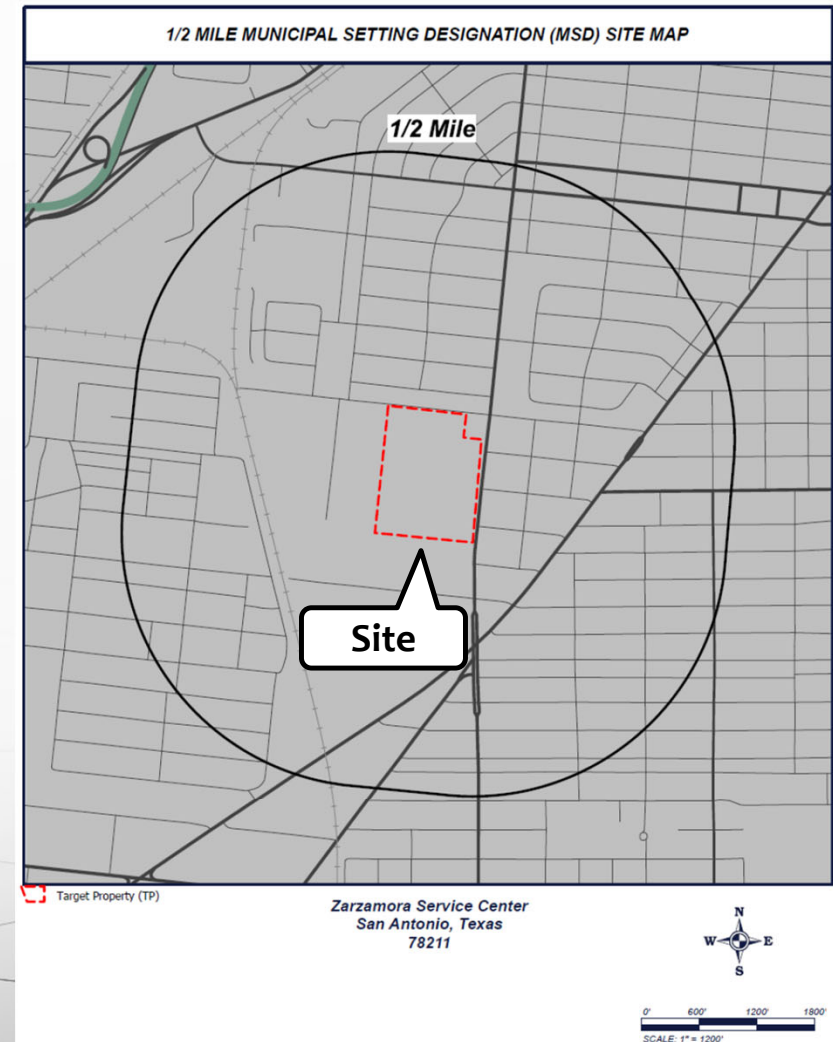 1/2 MILE MUNICIPAL SETTING DESIGNATION (MSD) SITE MAP
1/2 Mile
Site
Target Property (TP)
Zarzamora Service Center
San Antonio, Texas
78211
N
W E
S
0' 600' 1200' 1800'
SCALE: 1" = 1200'